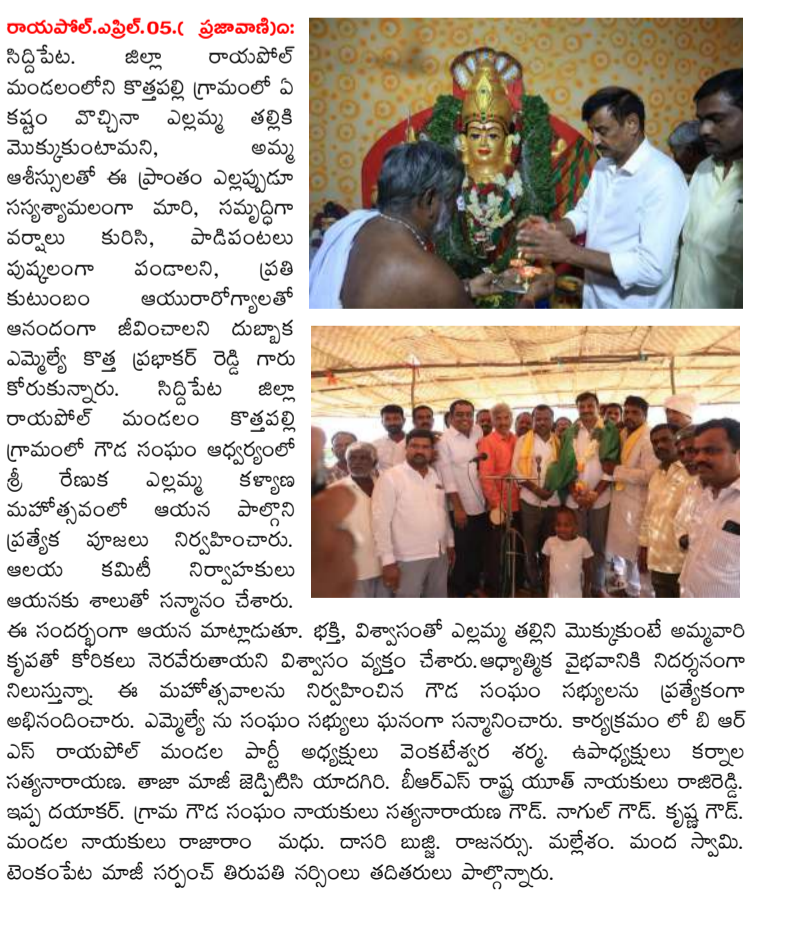 రాయపోల్.ఎప్రిల్.05.( ప్రజావాణి)ది:
సిద్దిపేట. జిల్లా రాయపోల్
మండలంలోని కొత్తపల్లి గ్రామంలో ఏ
కష్టం వొచ్చినా ఎల్లమ్మ తల్లికి
మొక్కుకుంటామని, అమ్మ
ఆశీస్సులతో ఈ ప్రాంతం ఎల్లప్పుడూ
సస్యశ్యామలంగా మారి, సమృద్ధిగా
వర్షాలు కురిసి, పాడిపంటలు
పుష్కలంగా పండాలని, ప్రతి
కుటుంబం ఆయురారోగ్యాలతో
ఆనందంగా జీవించాలని దుబ్బాక
ఎమ్మెల్యే కొత్త ప్రభాకర్ రెడ్డి గారు
కోరుకున్నారు. సిద్దిపేట జిల్లా
రాయపోల్ మండలం కొత్తపల్లి
గ్రామంలో గౌడ సంఘం ఆధ్వర్యంలో
శ్రీ రేణుక ఎల్లమ్మ కళ్యాణ
మహోత్సవంలో ఆయన పాల్గొని
ప్రత్యేక పూజలు నిర్వహించారు.
ఆలయ కమిటీ నిర్వాహకులు
ఆయనకు శాలుతో సన్మానం చేశారు.
ఈ సందర్భంగా ఆయన మాట్లాడుతూ. భక్తి, విశ్వాసంతో ఎల్లమ్మ తల్లిని మొక్కుకుంటే అమ్మవారి
కృపతో కోరికలు నెరవేరుతాయని విశ్వాసం వ్యక్తం చేశారు.ఆధ్యాత్మిక వైభవానికి నిదర్శనంగా
నిలుస్తున్నా. ఈ మహోత్సవాలను నిర్వహించిన గౌడ సంఘం సభ్యులను ప్రత్యేకంగా
అభినందించారు. ఎమ్మెల్యే ను సంఘం సభ్యులు ఘనంగా సన్మానించారు. కార్యక్రమం లో బి ఆర్
ఎస్ రాయపోల్ మండల పార్టీ అధ్యక్షులు వెంకటేశ్వర శర్మ. ఉపాధ్యక్షులు కర్నాల
సత్యనారాయణ. తాజా మాజీ జెడ్పిటిసి యాదగిరి. బీఆర్ఎస్ రాష్ట్ర యూత్ నాయకులు రాజిరెడ్డి.
ఇప్ప దయాకర్. గ్రామ గౌడ సంఘం నాయకులు సత్యనారాయణ గౌడ్. నాగుల్ గౌడ్. కృష్ణ గౌడ్.
మండల నాయకులు రాజారాం మధు. దాసరి బుజ్జి. రాజనర్సు. మల్లేశం. మంద స్వామి.
టెంకంపేట మాజీ సర్పంచ్ తిరుపతి నర్సింలు తదితరులు పాల్గొన్నారు.